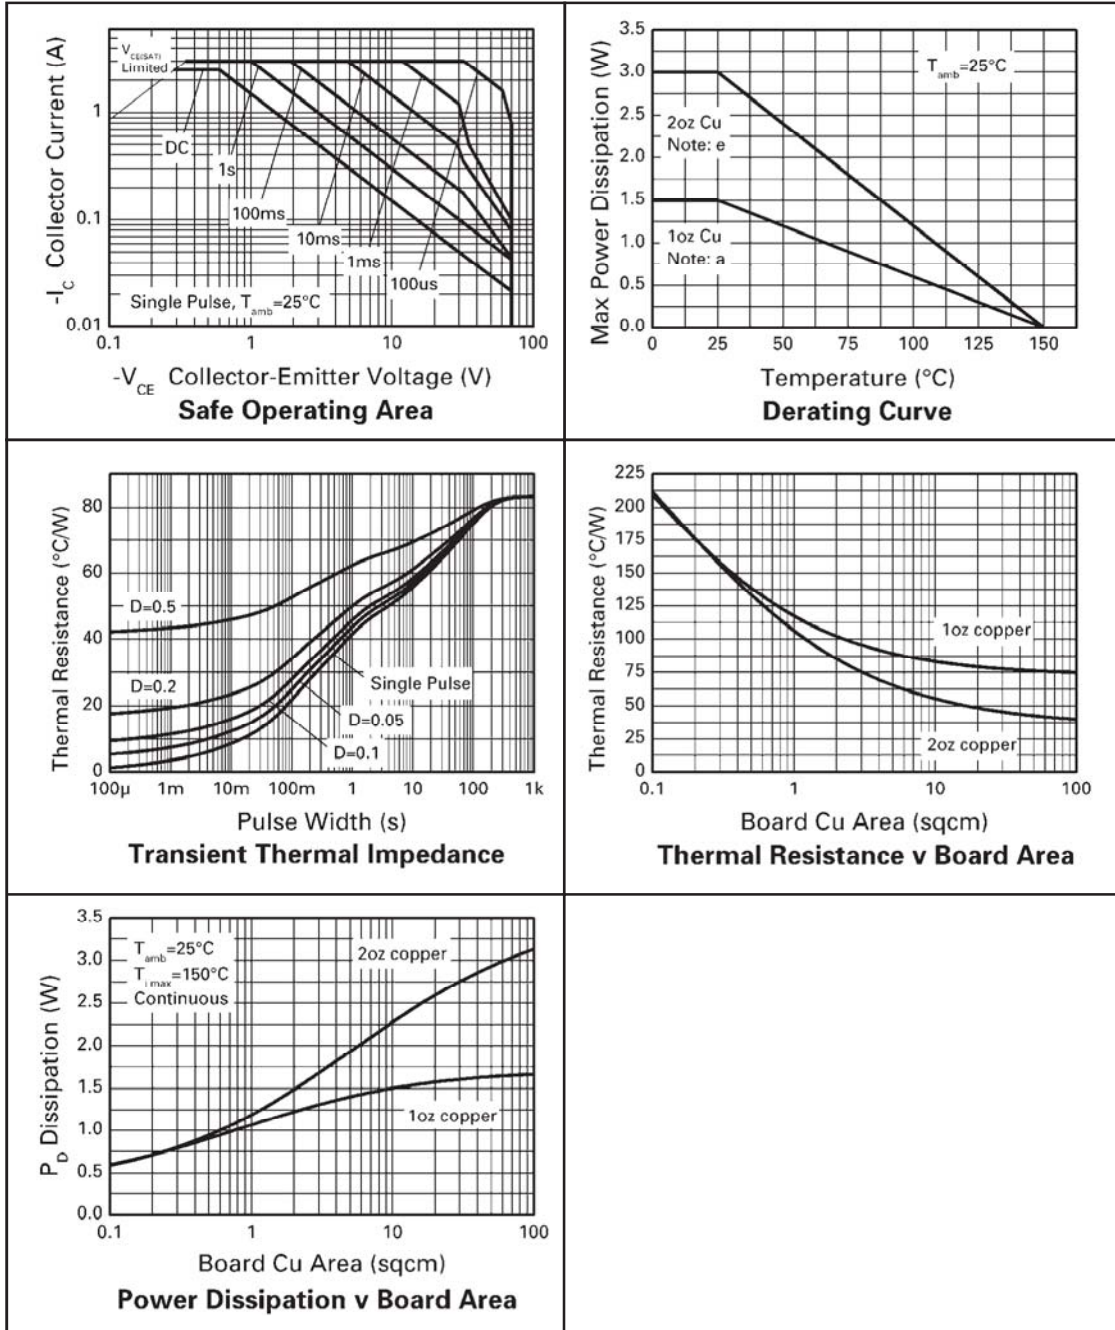 -I_C Collector Current (A)
V_CE(SAT)
Limited
1
0.1
0.01
DC
1s
100ms
10ms
1ms
100us
Single Pulse, T_amb=25°C
0.1 1 10 100
-V_CE Collector-Emitter Voltage (V)
Safe Operating Area
Max Power Dissipation (W)
3.5
3.0
2.5
2.0
1.5
1.0
0.5
0.0
T_amb=25°C
2oz Cu
Note: e
1oz Cu
Note: a
0 25 50 75 100 125 150
Temperature (°C)
Derating Curve
Thermal Resistance (°C/W)
80
60
40
20
0
D=0.5
D=0.2
Single Pulse
D=0.05
D=0.1
100µ 1m 10m 100m 1 10 100 1k
Pulse Width (s)
Transient Thermal Impedance
Thermal Resistance (°C/W)
225
200
175
150
125
100
75
50
25
0
1oz copper
2oz copper
0.1 1 10 100
Board Cu Area (sqcm)
Thermal Resistance v Board Area
P_D Dissipation (W)
3.5
3.0
2.5
2.0
1.5
1.0
0.5
0.0
T_amb=25°C
T_j max=150°C
Continuous
2oz copper
1oz copper
0.1 1 10 100
Board Cu Area (sqcm)
Power Dissipation v Board Area